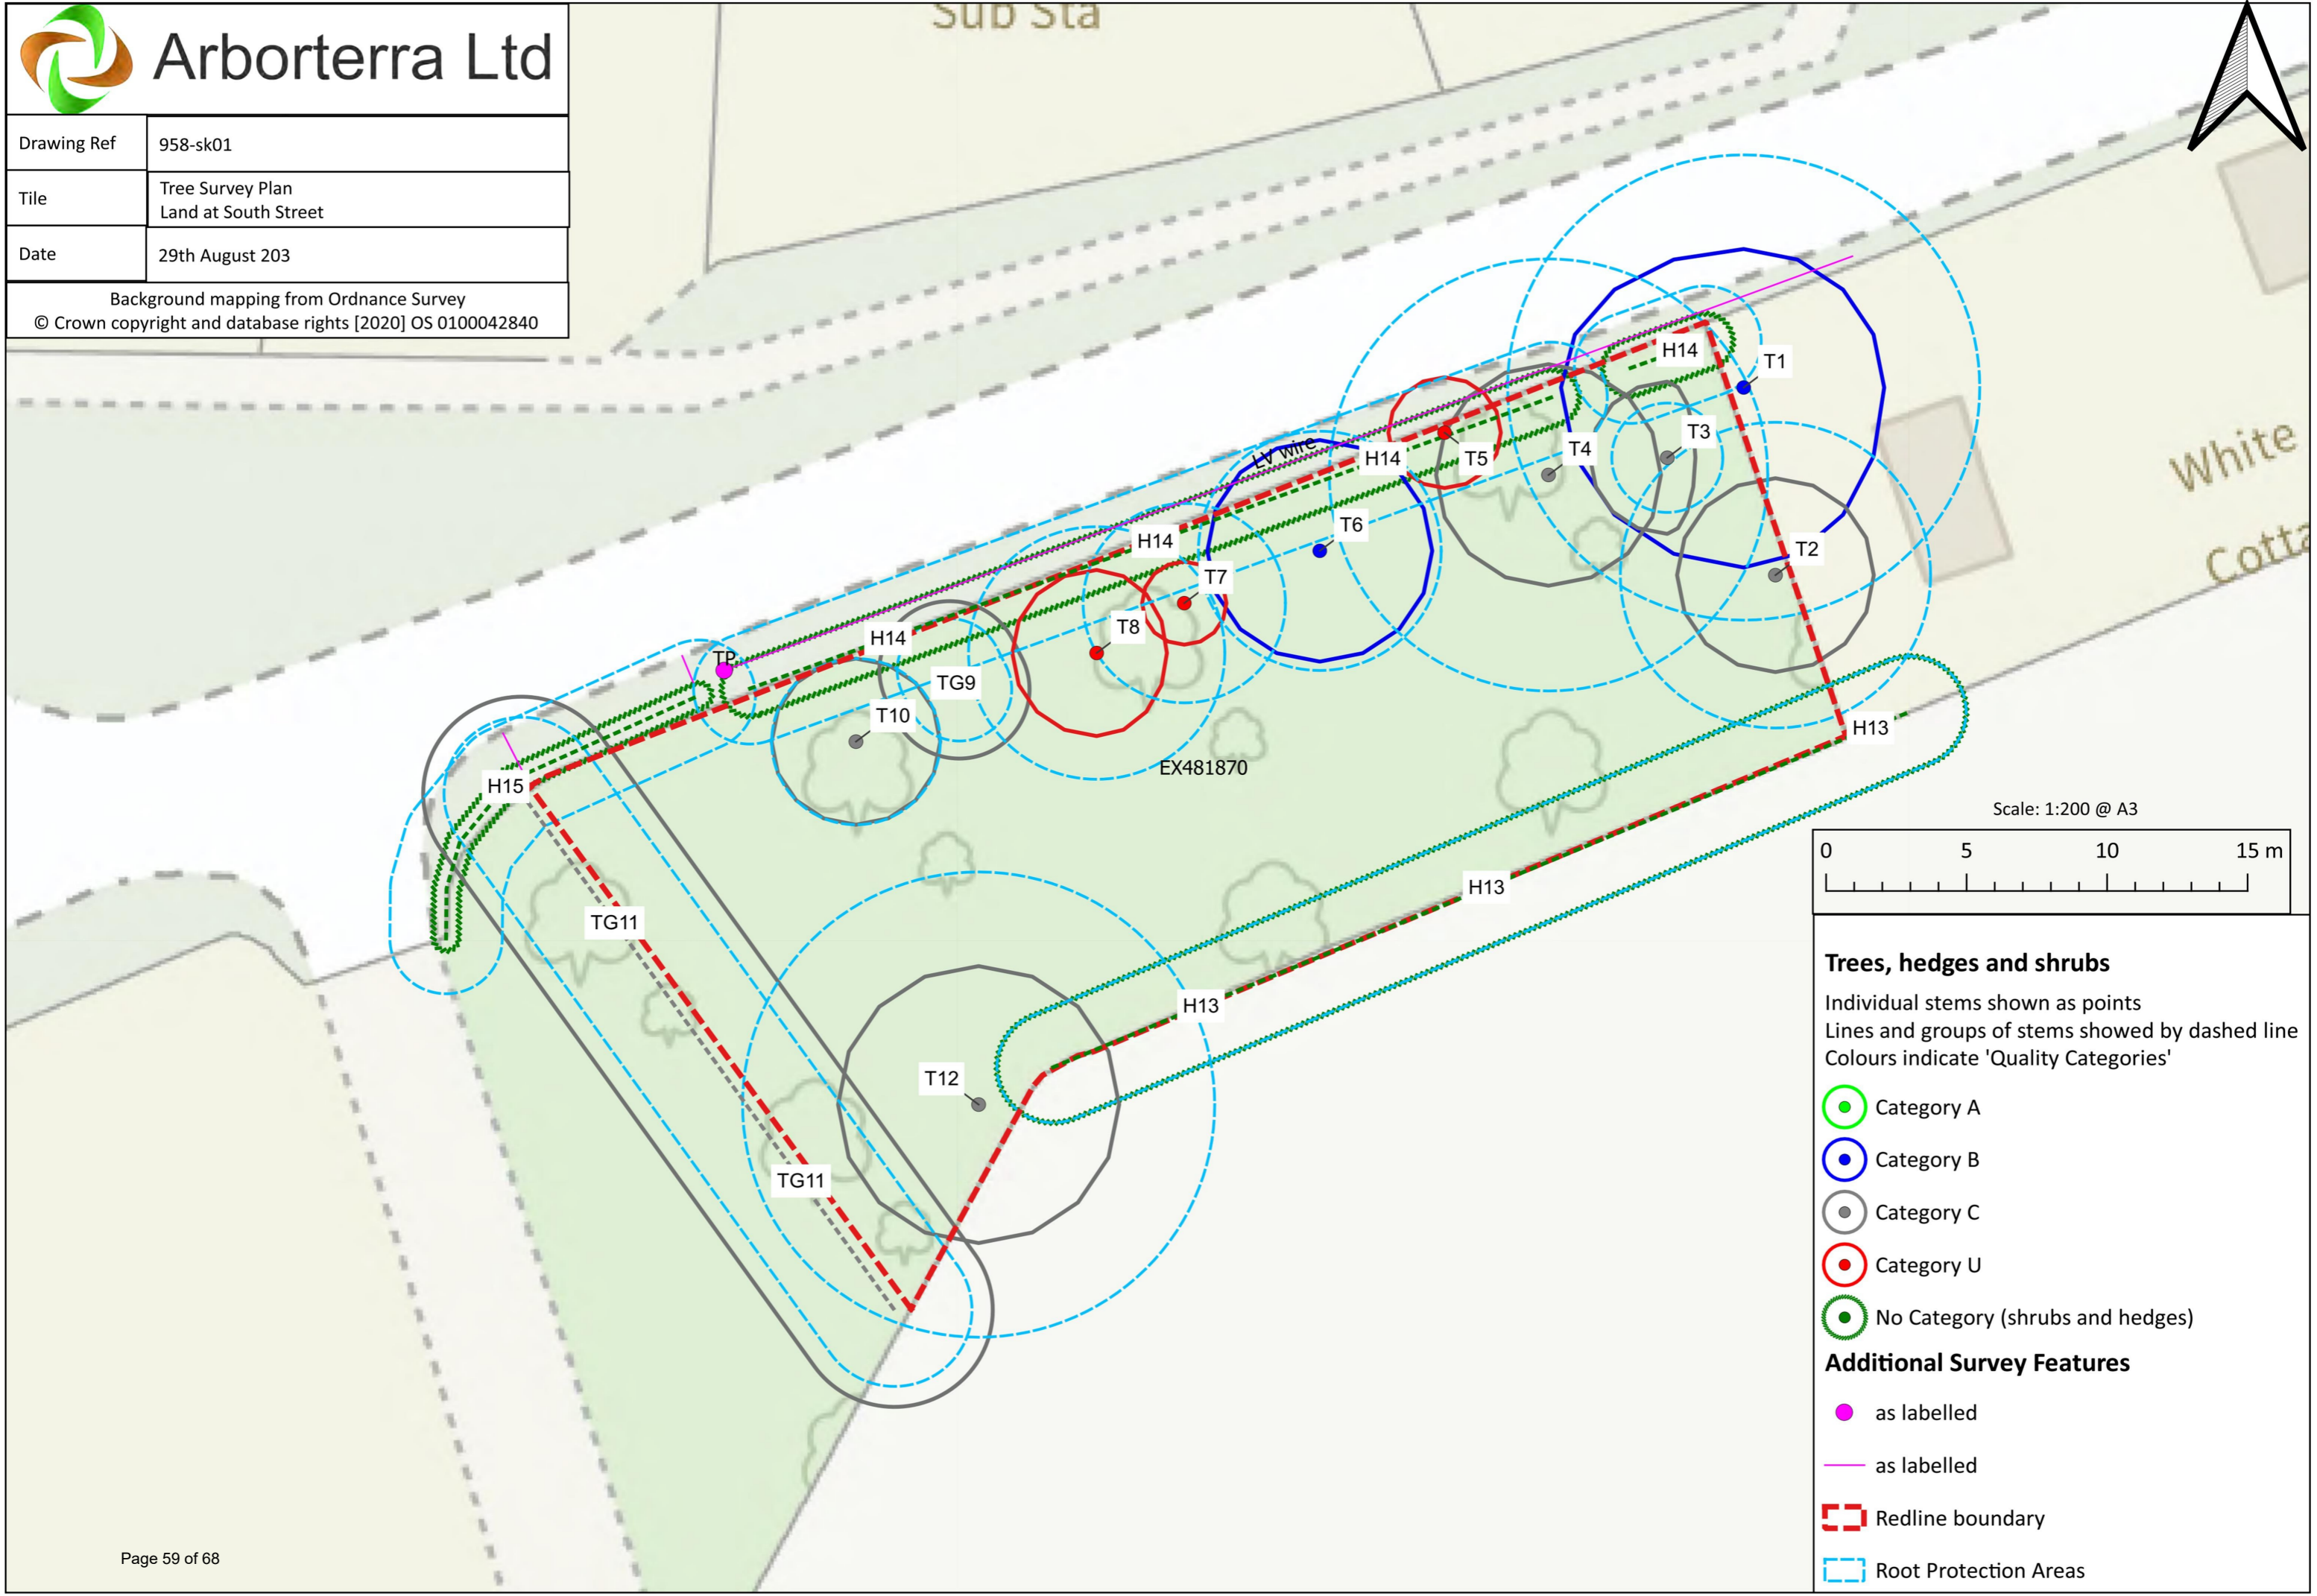 Arborterra Ltd
Drawing Ref
958-sk01
Tile
Tree Survey Plan
Land at South Street
Date
29th August 203
Background mapping from Ordnance Survey
© Crown copyright and database rights [2020] OS 0100042840
Sub Sta
H14
T1
T3
T4
H14
T5
LV wire
White
Cotta
T6
T2
H14
T7
T8
H14
TP
TG9
T10
H13
EX481870
H15
H13
TG11
H13
T12
TG11
Scale: 1:200 @ A3
0 5 10 15 m
Trees, hedges and shrubs
Individual stems shown as points
Lines and groups of stems showed by dashed line
Colours indicate 'Quality Categories'
Category A
Category B
Category C
Category U
No Category (shrubs and hedges)
Additional Survey Features
as labelled
as labelled
Redline boundary
Root Protection Areas
Page 59 of 68